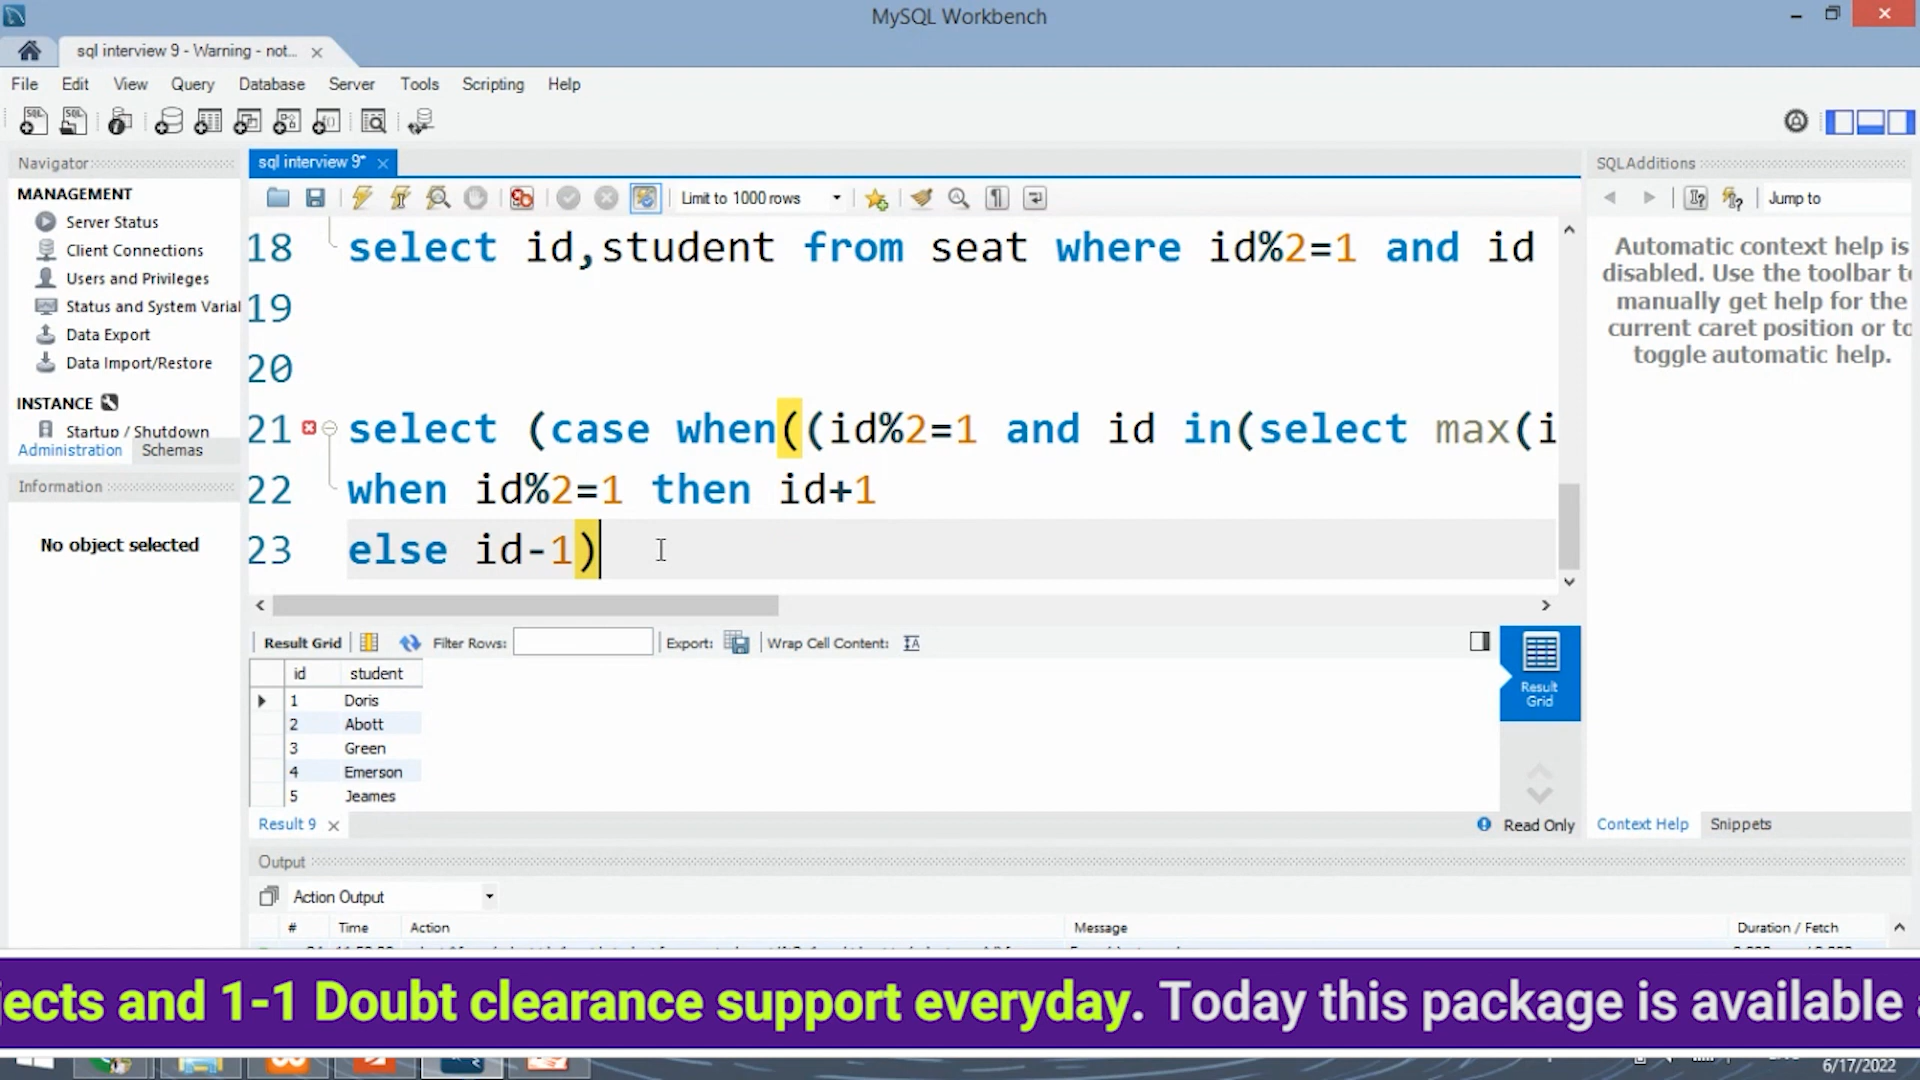 MySQL Workbench
sql interview 9 - Warning - not...
File Edit View Query Database Server Tools Scripting Help
Navigator
MANAGEMENT
Server Status
Client Connections
Users and Privileges
Status and System Varial
Data Export
Data Import/Restore
INSTANCE
Startup / Shutdown
Administration Schemas
Information
No object selected
sql interview 9*
Limit to 1000 rows
18 select id,student from seat where id%2=1 and id
19
20
21 select (case when((id%2=1 and id in(select max(i
22 when id%2=1 then id+1
23 else id-1)
Result Grid Filter Rows: Export: Wrap Cell Content:
id student
1 Doris
2 Abott
3 Green
4 Emerson
5 Jeames
Result Grid
Result 9
Read Only
SQLAdditions
Jump to
Automatic context help is
disabled. Use the toolbar to
manually get help for the
current caret position or to
toggle automatic help.
Context Help Snippets
Output
Action Output
# Time Action Message Duration / Fetch
jects and 1-1 Doubt clearance support everyday. Today this package is available
6/17/2022